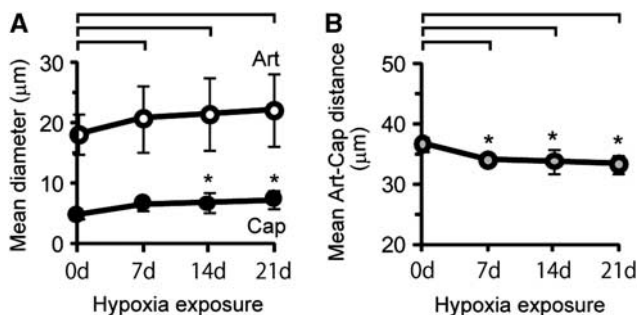 A
Mean diameter (μm)
30
20
10
0
Art
* *
Cap
0d 7d 14d 21d
Hypoxia exposure
B
Mean Art-Cap distance
(μm)
50
40
30
20
* * *
0d 7d 14d 21d
Hypoxia exposure